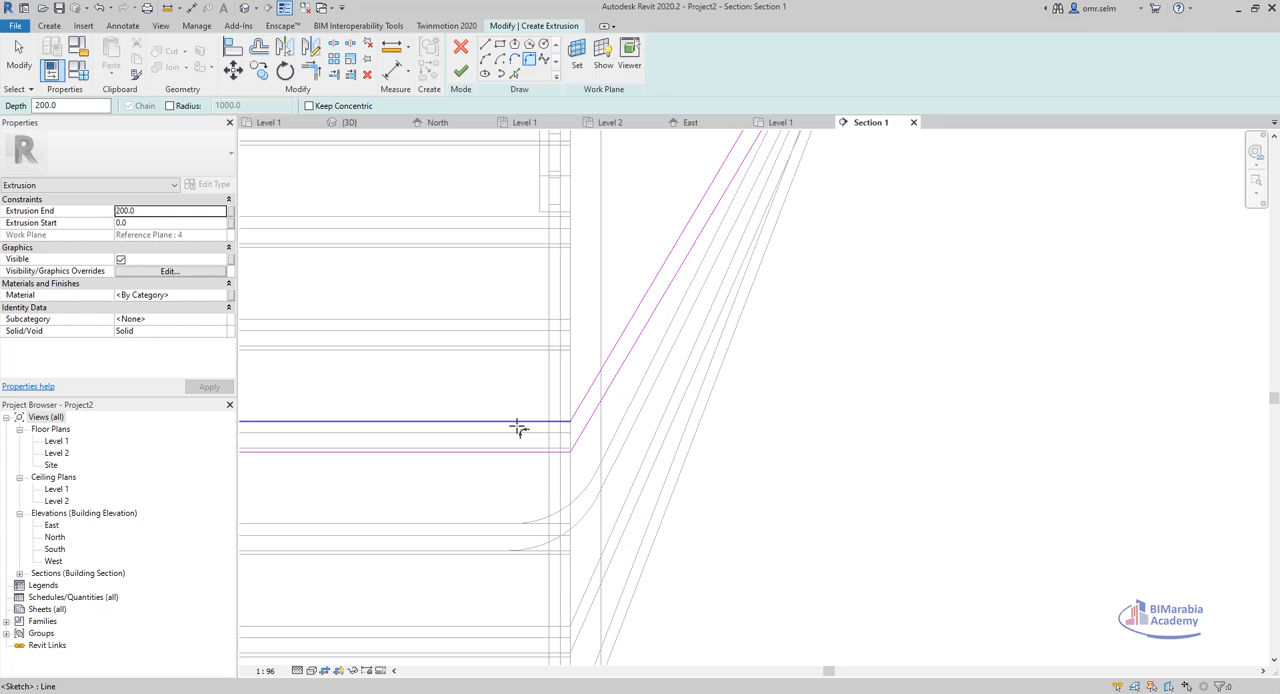 Autodesk Revit 2020.2 - Project2 - Section: Section 1
omr.selm
File Create Insert Annotate View Manage Add-Ins Enscape™ BIM Interoperability Tools Twinmotion 2020 Modify | Create Extrusion
Modify Paste Cut Join Create Set Show Viewer
Select Properties Clipboard Geometry Modify Measure Create Mode Draw Work Plane
Depth 200.0 Chain Radius: 1000.0 Keep Concentric
Properties
Level 1 {3D} North Level 1 Level 2 East Level 1 Section 1
Extrusion Edit Type
Constraints
Extrusion End 200.0
Extrusion Start 0.0
Work Plane Reference Plane : 4
Graphics
Visible
Visibility/Graphics Overrides Edit...
Materials and Finishes
Material <By Category>
Identity Data
Subcategory <None>
Solid/Void Solid
Properties help Apply
Project Browser - Project2
Views (all)
Floor Plans
Level 1
Level 2
Site
Ceiling Plans
Level 1
Level 2
Elevations (Building Elevation)
East
North
South
West
Sections (Building Section)
Legends
Schedules/Quantities (all)
Sheets (all)
Families
Groups
Revit Links
BIMarabia
Academy
1 : 96
<Sketch> : Line
:0